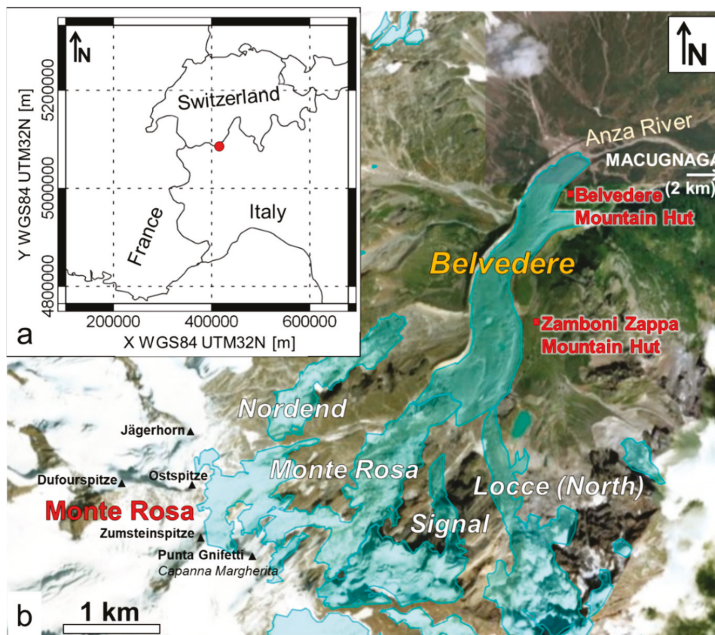 a
N
Switzerland
France
Italy
5200000
5000000
4800000
Y WGS84 UTM32N [m]
200000 400000 600000
X WGS84 UTM32N [m]
N
Anza River
MACUGNAGA
(2 km)
Belvedere
Mountain Hut
Belvedere
Zamboni Zappa
Mountain Hut
Nordend
Jägerhorn
Monte Rosa
Dufourspitze
Ostspitze
Locce (North)
Monte Rosa
Signal
Zumsteinspitze
Punta Gnifetti
Capanna Margherita
b
1 km